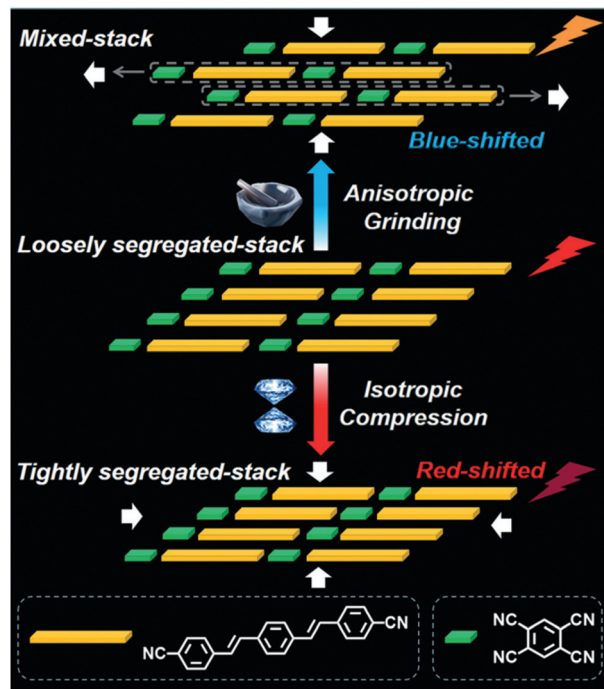 Mixed-stack
Blue-shifted
Anisotropic
Grinding
Loosely segregated-stack
Isotropic
Compression
Tightly segregated-stack
Red-shifted
NC
CN
NC
CN
NC
CN